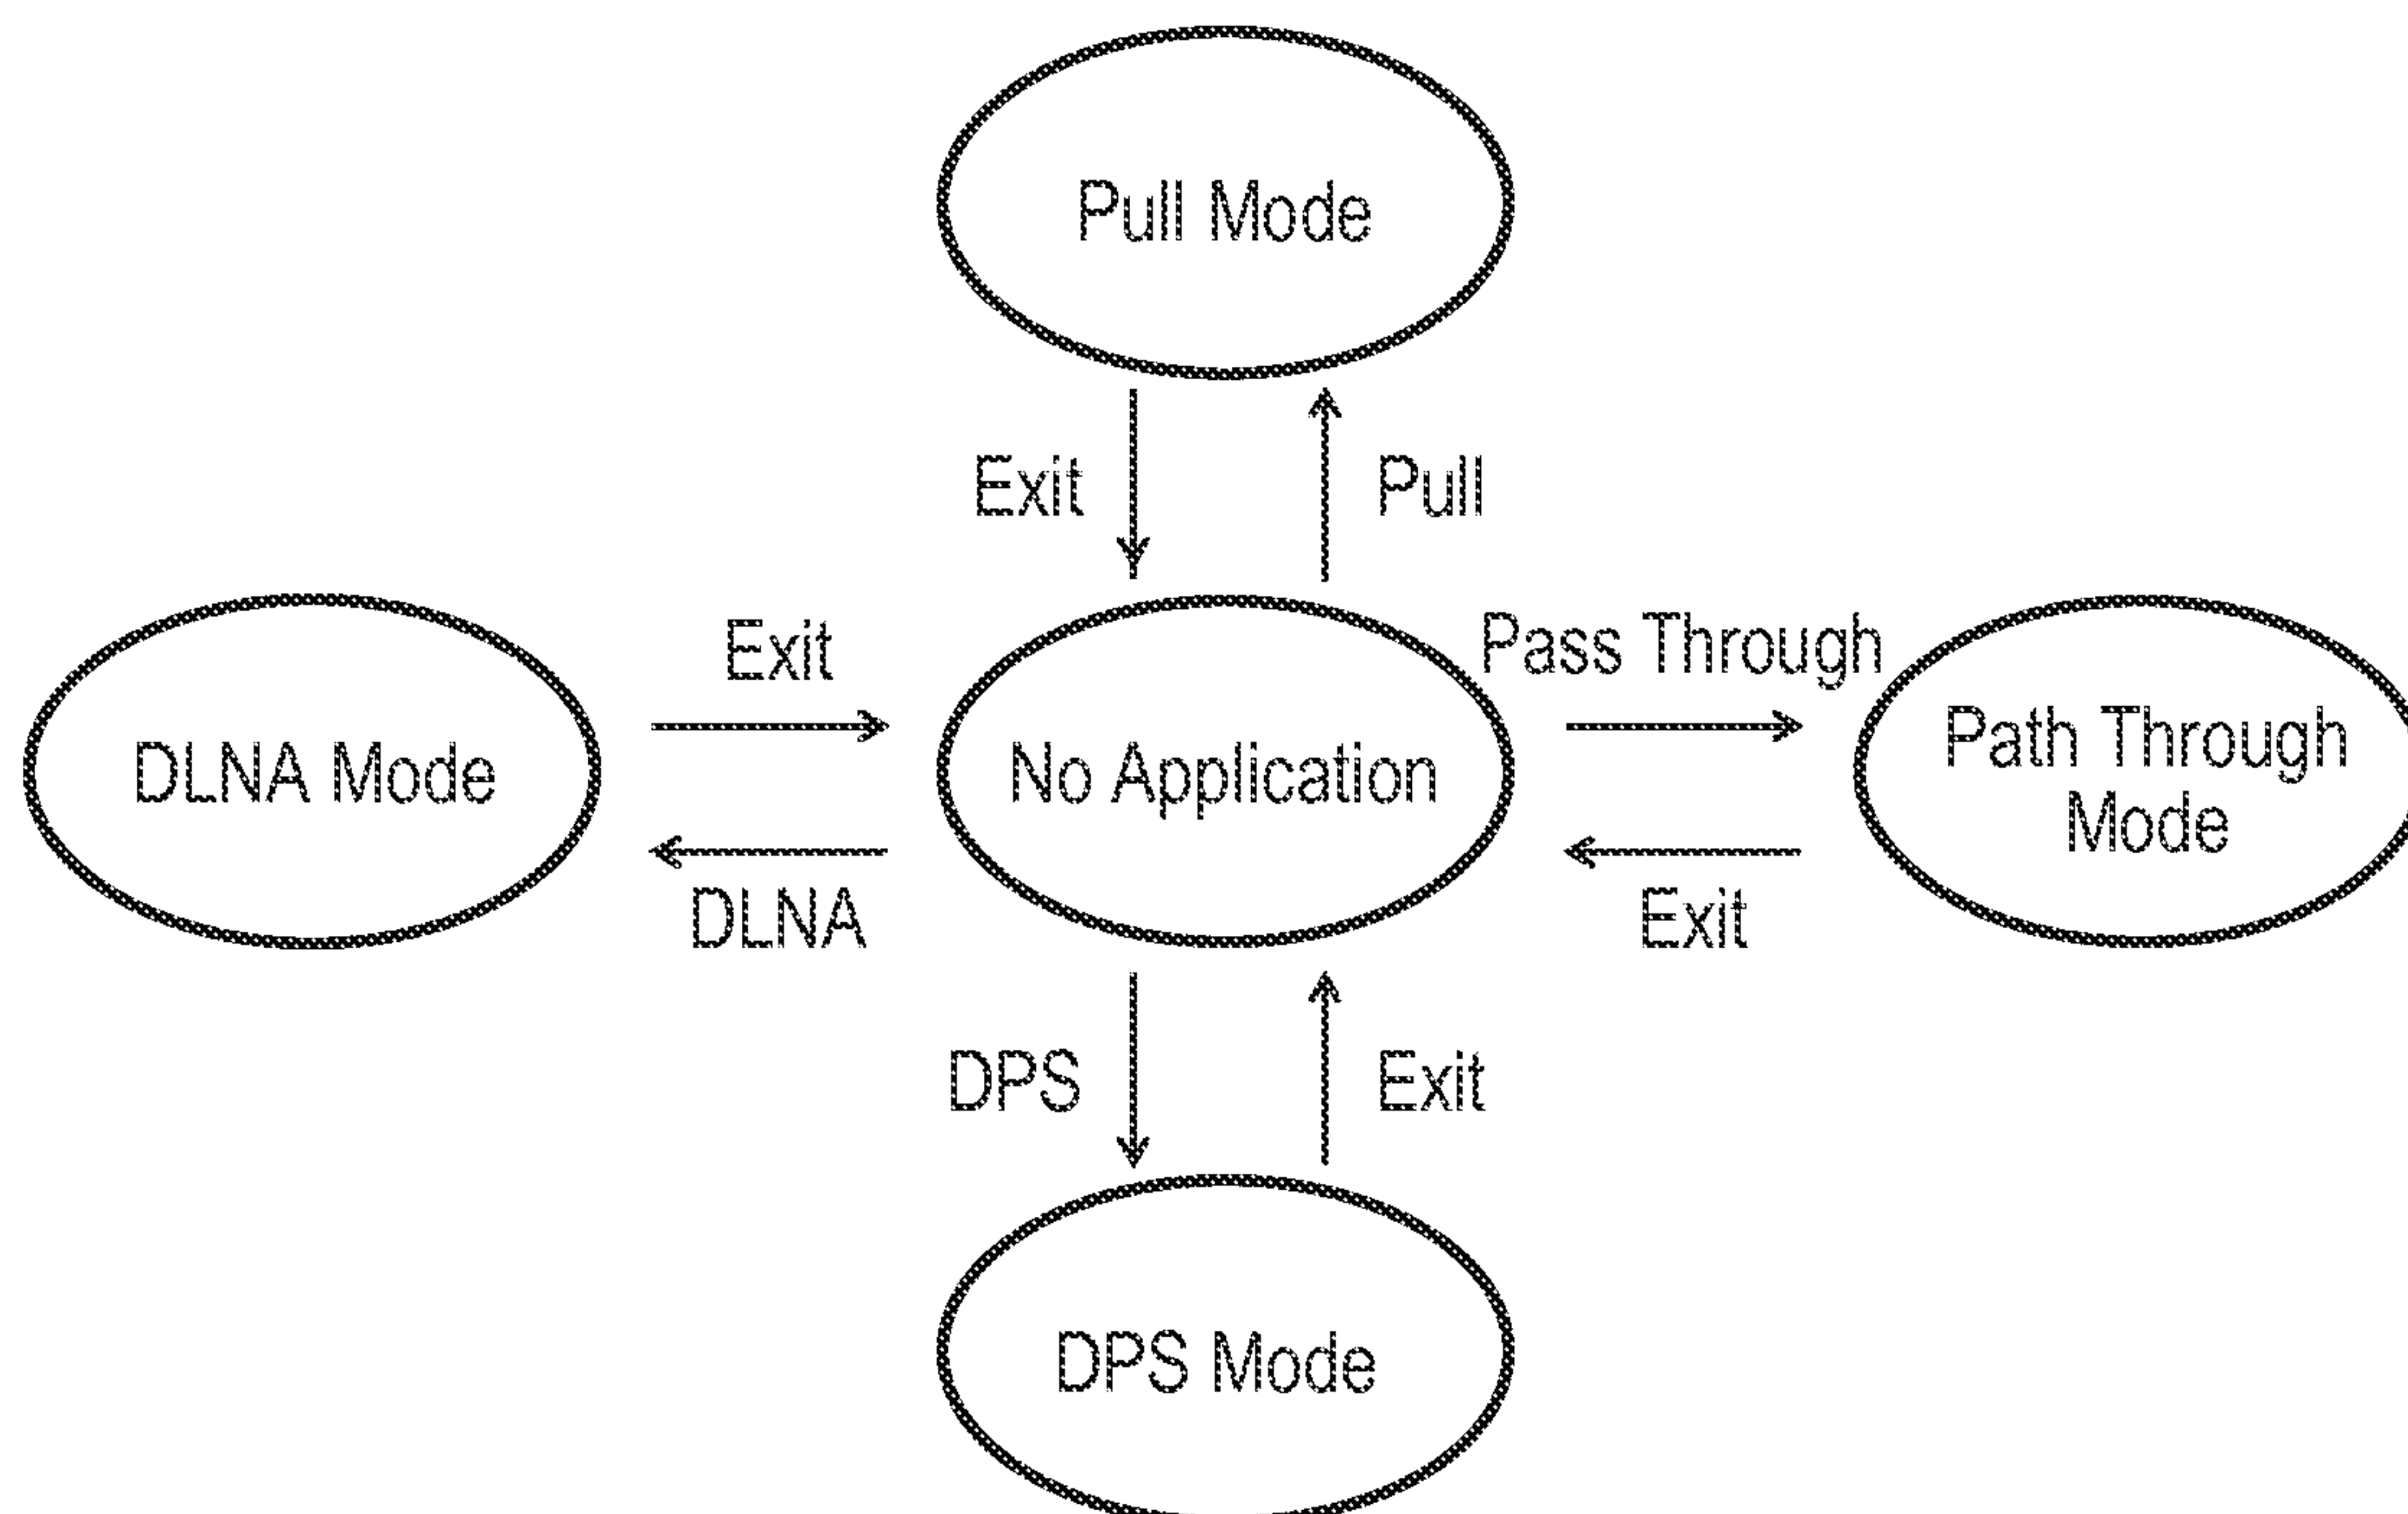 Pull Mode
Exit
Pull
Exit
Pass Through
DLNA Mode
No Application
Path Through
Mode
DLNA
Exit
DPS
Exit
DPS Mode